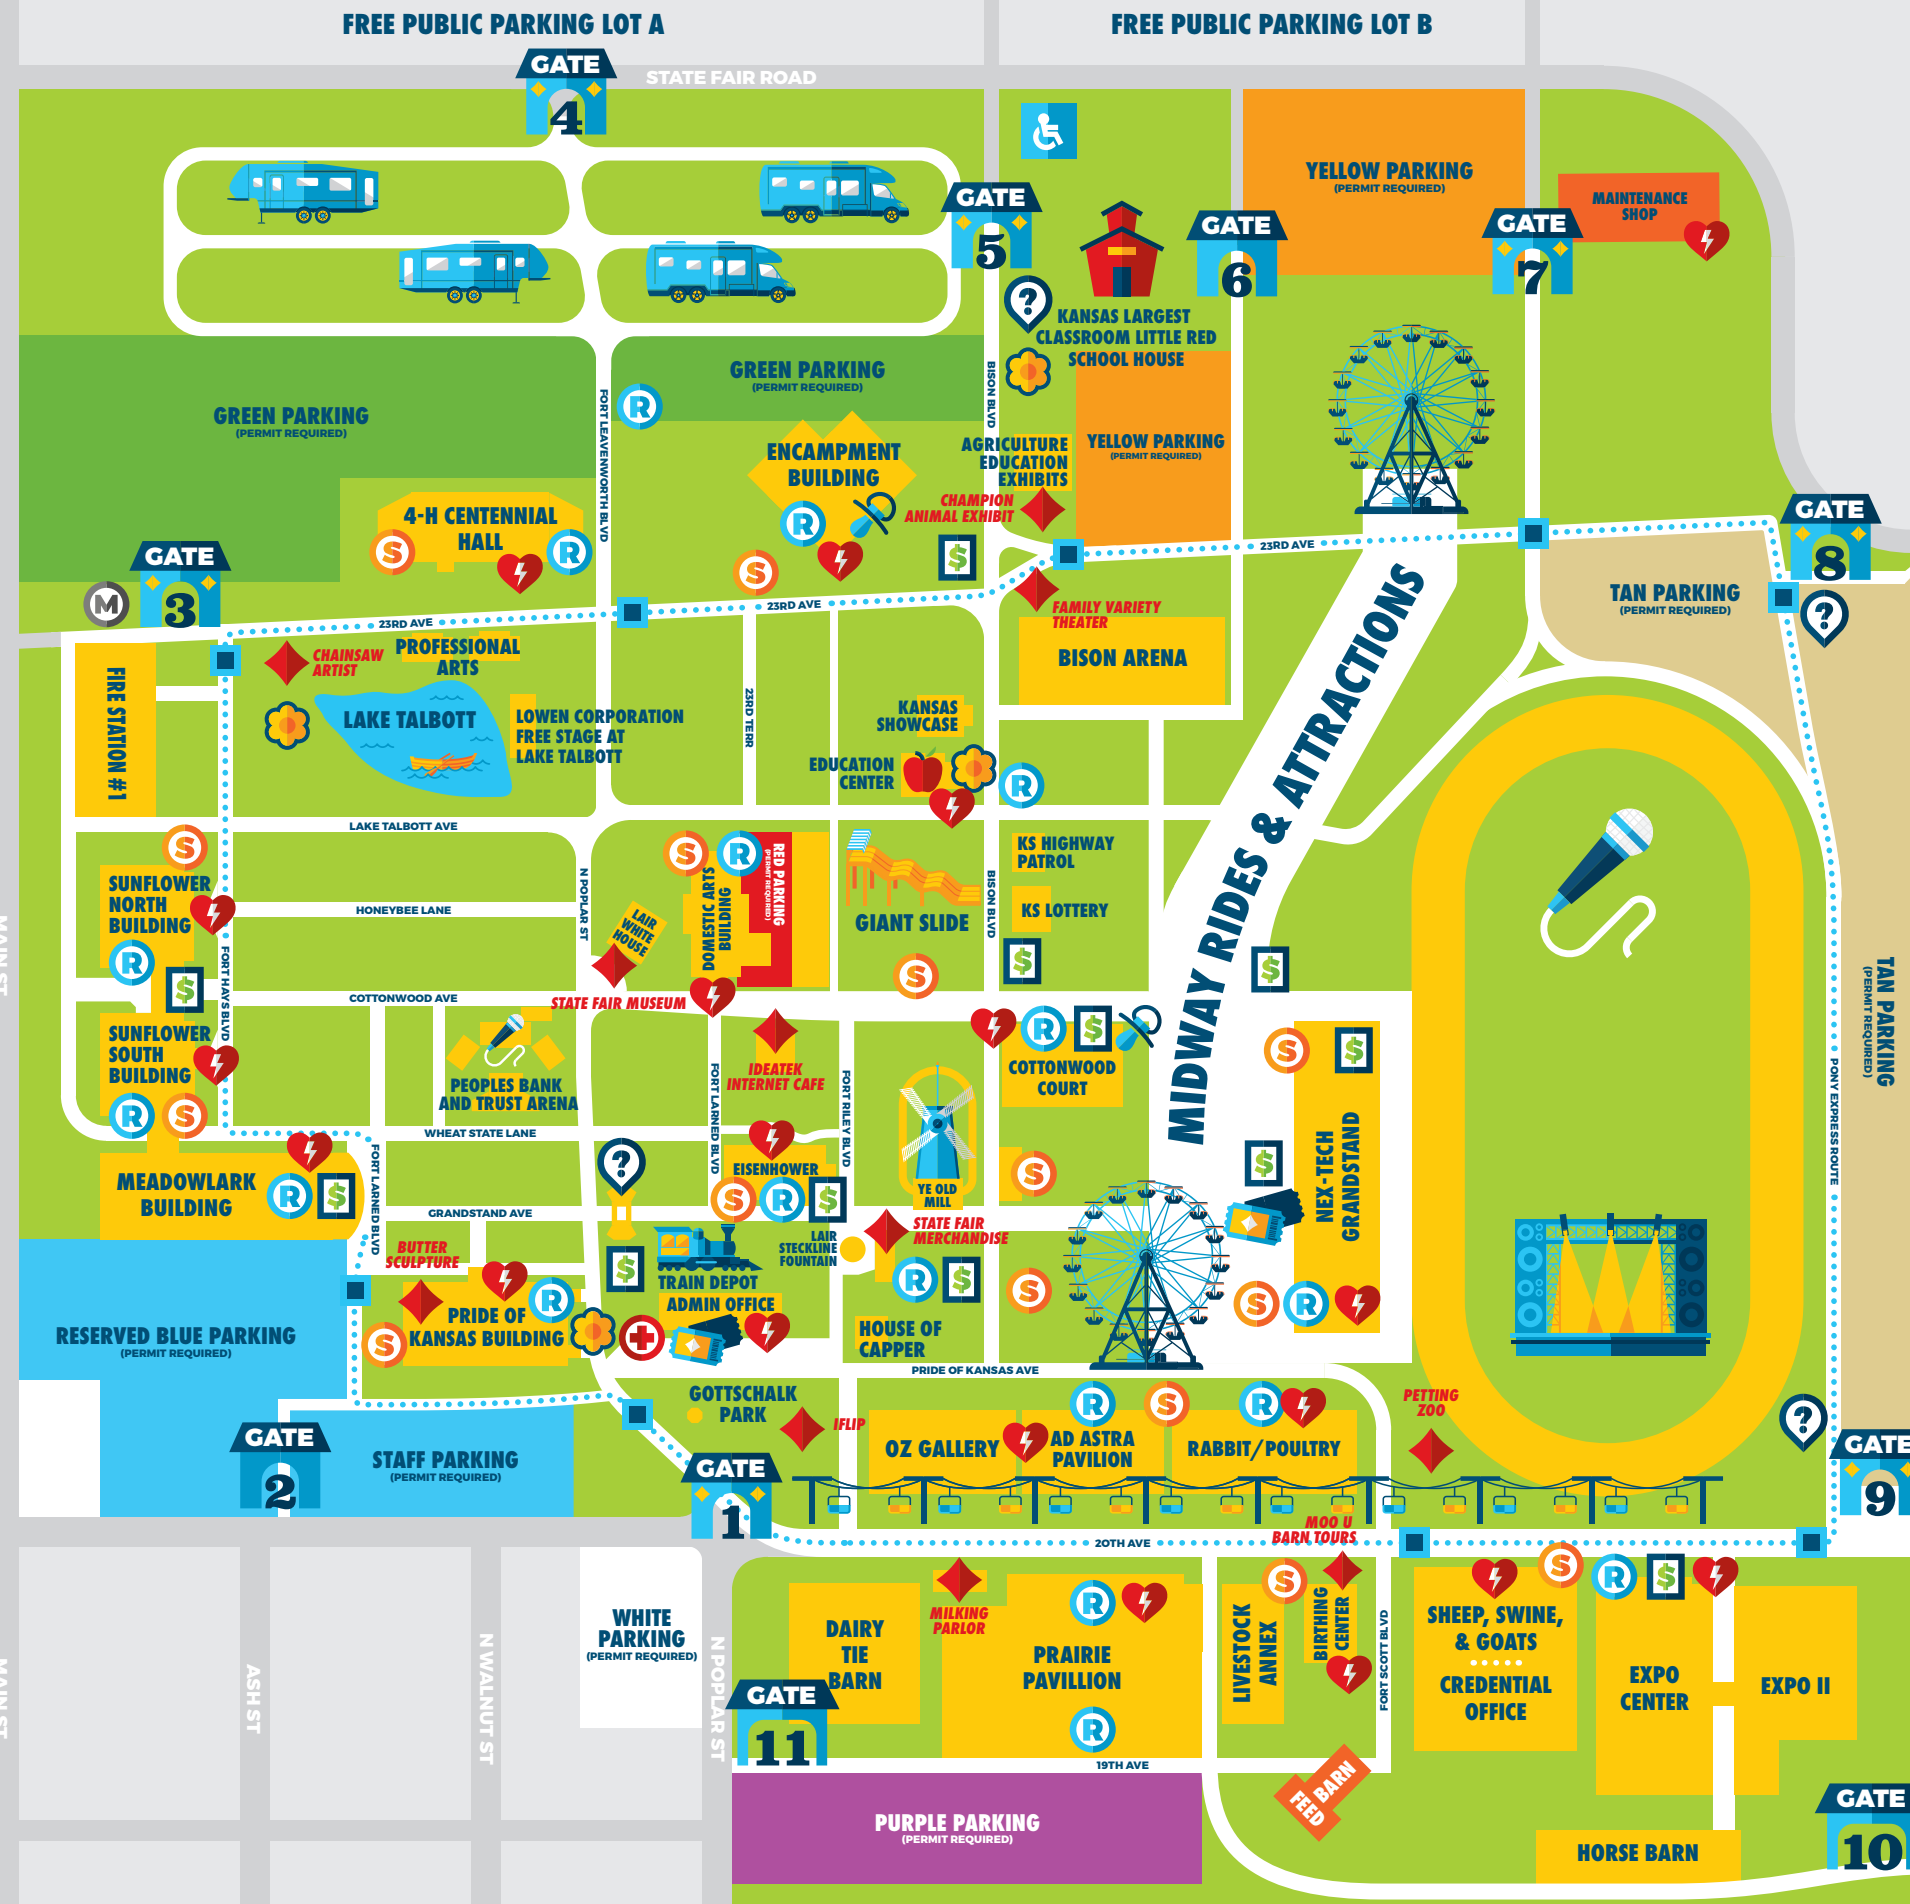 FREE PUBLIC PARKING LOT A
FREE PUBLIC PARKING LOT B
STATE FAIR ROAD
GATE
4
GATE
5
GATE
6
GATE
7
YELLOW PARKING
(PERMIT REQUIRED)
MAINTENANCE
SHOP
?
KANSAS LARGEST
CLASSROOM LITTLE RED
SCHOOL HOUSE
GREEN PARKING
(PERMIT REQUIRED)
GREEN PARKING
(PERMIT REQUIRED)
FORT LEAVENWORTH BLVD
R
BISON BLVD
ENCAMPMENT
BUILDING
R
S
AGRICULTURE
EDUCATION
EXHIBITS
YELLOW PARKING
(PERMIT REQUIRED)
CHAMPION
ANIMAL EXHIBIT
$
4-H CENTENNIAL
HALL
S
R
GATE
3
M
GATE
8
?
23RD AVE
23RD AVE
23RD AVE
TAN PARKING
(PERMIT REQUIRED)
FAMILY VARIETY
THEATER
BISON ARENA
CHAINSAW
ARTIST
PROFESSIONAL
ARTS
FIRE STATION #1
LAKE TALBOTT
LOWEN CORPORATION
FREE STAGE AT
LAKE TALBOTT
23RD TERR
KANSAS
SHOWCASE
EDUCATION
CENTER
R
MIDWAY RIDES & ATTRACTIONS
LAKE TALBOTT AVE
S
SUNFLOWER
NORTH
BUILDING
R
$
HONEYBEE LANE
N POPLAR ST
LAIR
WHITE
HOUSE
S
R
DOMESTIC ARTS
BUILDING
RED PARKING
(PERMIT REQUIRED)
GIANT SLIDE
S
BISON BLVD
KS HIGHWAY
PATROL
KS LOTTERY
$
$
MAIN ST
FORT HAYS BLVD
COTTONWOOD AVE
STATE FAIR MUSEUM
SUNFLOWER
SOUTH
BUILDING
R
S
PEOPLES BANK
AND TRUST ARENA
IDEATEK
INTERNET CAFE
FORT LARNED BLVD
FORT RILEY BLVD
R
$
COTTONWOOD
COURT
S
$
NEX-TECH
GRANDSTAND
$
TAN PARKING
(PERMIT REQUIRED)
PONY EXPRESS ROUTE
WHEAT STATE LANE
?
EISENHOWER
S
R
$
YE OLD
MILL
S
MEADOWLARK
BUILDING
R
$
FORT LARNED BLVD
GRANDSTAND AVE
STATE FAIR
MERCHANDISE
R
$
S
LAIR
STECKLINE
FOUNTAIN
TRAIN DEPOT
$
ADMIN OFFICE
BUTTER
SCULPTURE
PRIDE OF
KANSAS BUILDING
R
S
S
R
HOUSE OF
CAPPER
RESERVED BLUE PARKING
(PERMIT REQUIRED)
PRIDE OF KANSAS AVE
GOTTSCHALK
PARK
IFLIP
OZ GALLERY
R
AD ASTRA
PAVILION
S
R
RABBIT/POULTRY
PETTING
ZOO
?
GATE
9
GATE
2
STAFF PARKING
(PERMIT REQUIRED)
GATE
1
20TH AVE
MOO U
BARN TOURS
MILKING
PARLOR
DAIRY
TIE
BARN
R
PRAIRIE
PAVILLION
R
S
LIVESTOCK
ANNEX
BIRTHING
CENTER
FORT SCOTT BLVD
SHEEP, SWINE,
& GOATS
CREDENTIAL
OFFICE
S
R
$
EXPO
CENTER
EXPO II
WHITE
PARKING
(PERMIT REQUIRED)
MAIN ST
ASH ST
N WALNUT ST
N POPLAR ST
GATE
11
19TH AVE
PURPLE PARKING
(PERMIT REQUIRED)
FEED
BARN
HORSE BARN
GATE
10